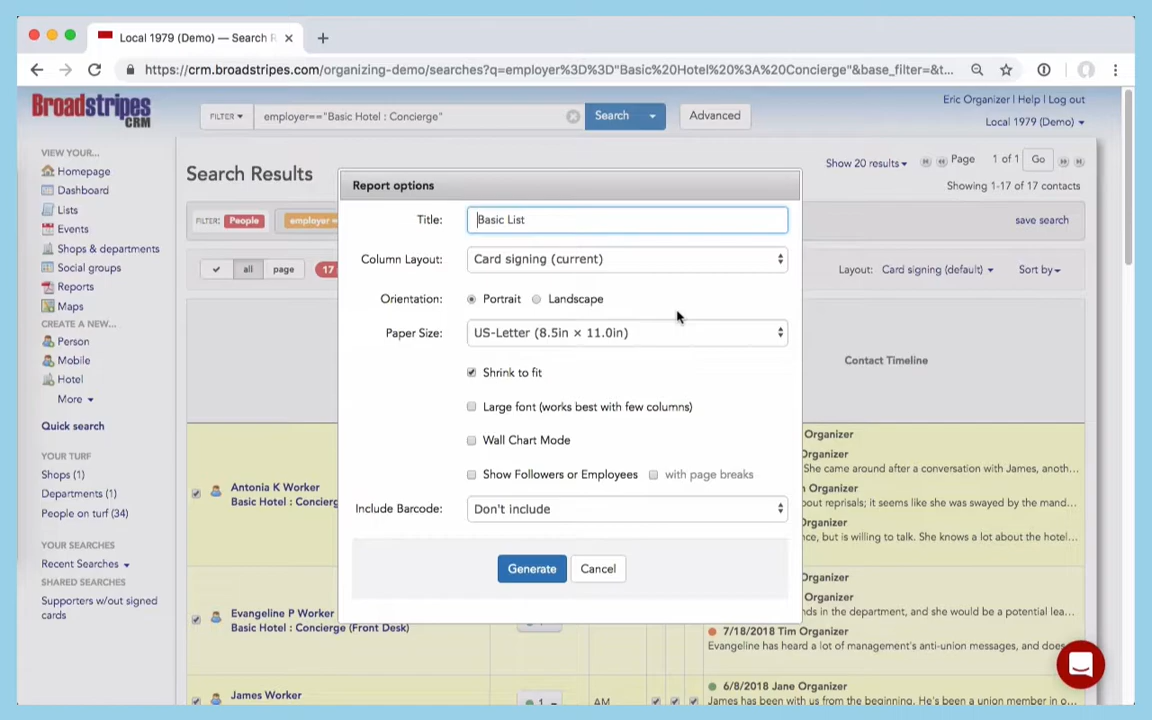 Local 1979 (Demo) — Search R
https://crm.broadstripes.com/organizing-demo/searches?q=employer%3D%3D"Basic%20Hotel%20%3A%20Concierge"&base_filter=&t...
Broadstripes CRM
FILTER
employer=="Basic Hotel : Concierge"
Search
Advanced
Eric Organizer | Help | Log out
Local 1979 (Demo)
VIEW YOUR...
Homepage
Dashboard
Lists
Events
Shops & departments
Social groups
Reports
Maps
CREATE A NEW...
Person
Mobile
Hotel
More
Quick search
YOUR TURF
Shops (1)
Departments (1)
People on turf (34)
YOUR SEARCHES
Recent Searches
SHARED SEARCHES
Supporters w/out signed
cards
Search Results
Show 20 results
Page 1 of 1 Go
Showing 1-17 of 17 contacts
FILTER: People employer =
save search
all page 17
Layout: Card signing (default) Sort by
Contact Timeline
Report options
Title: Basic List
Column Layout: Card signing (current)
Orientation: Portrait Landscape
Paper Size: US-Letter (8.5in × 11.0in)
Shrink to fit
Large font (works best with few columns)
Wall Chart Mode
Show Followers or Employees with page breaks
Include Barcode: Don't include
Generate Cancel
Antonia K Worker
Basic Hotel : Concierg
Organizer
Organizer
She came around after a conversation with James, anoth...
Organizer
bout reprisals; it seems like she was swayed by the mand...
Organizer
nce, but is willing to talk. She knows a lot about the hotel...
Evangeline P Worker
Basic Hotel : Concierge (Front Desk)
1
Organizer
Organizer
nds in the department, and she would be a potential lea...
7/18/2018 Tim Organizer
Evangeline has heard a lot of management's anti-union messages, and does
James Worker
1
AM
6/8/2018 Jane Organizer
James has been with us from the beginning. He's been a union member in o...